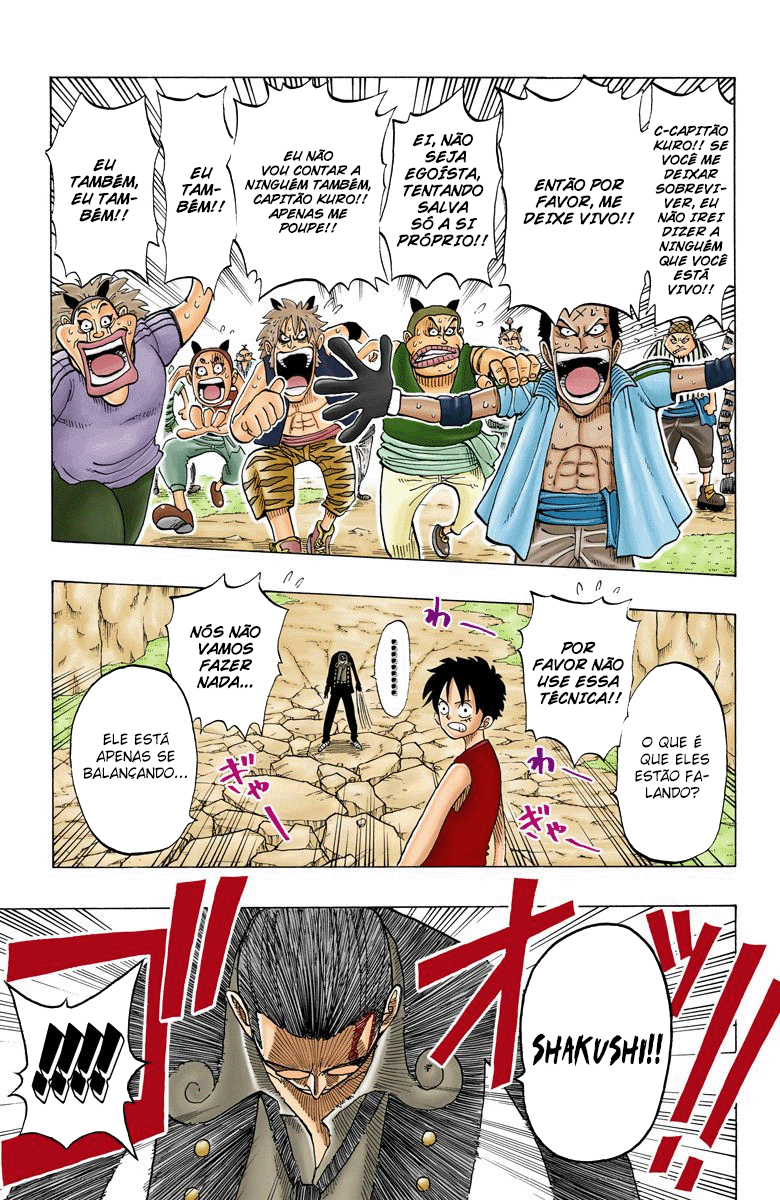 C-CAPITÃO
KURO!! SE
VOCÊ ME
DEIXAR
SOBREVI-
VER, EU
NÃO IREI
DIZER A
NINGUÉM
QUE VOCÊ
ESTÁ
VIVO!!
ENTÃO POR
FAVOR, ME
DEIXE VIVO!!
EI, NÃO
SEJA
EGOÍSTA,
TENTANDO
SALVA
SÓ A SI
PRÓPRIO!!
EU NÃO
VOU CONTAR A
NINGUÉM TAMBÉM,
CAPITÃO KURO!!
APENAS ME
POUPE!!
EU
TAM-
BÉM!!
EU
TAMBÉM,
EU TAM-
BÉM!!
POR
FAVOR NÃO
USE ESSA
TÉCNICA!!
O QUE É
QUE ELES
ESTÃO FA-
LANDO?
わー
わー
ぎゃー
.........
NÓS NÃO
VAMOS
FAZER
NADA...
ELE ESTÁ
APENAS SE
BALANÇANDO...
ぎゃー
SHAKUSHI!!
ゴオ!!
!!!!